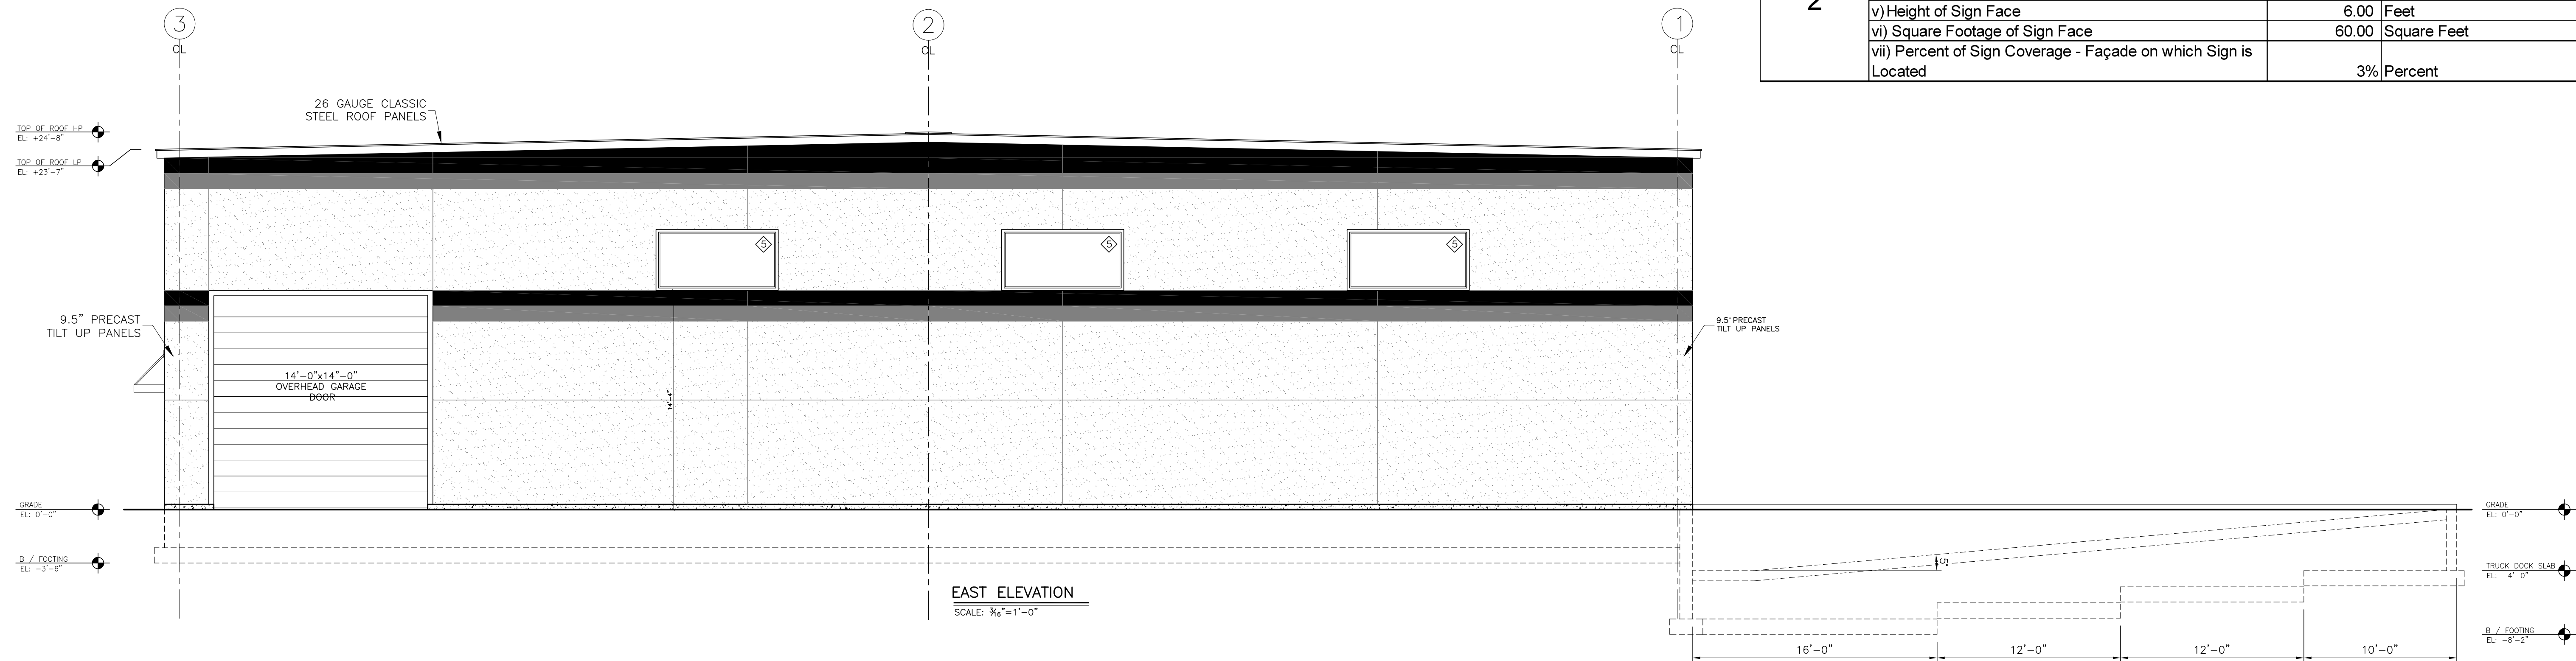 2
v) Height of Sign Face 6.00 Feet
vi) Square Footage of Sign Face 60.00 Square Feet
vii) Percent of Sign Coverage - Façade on which Sign is
Located 3% Percent
3
CL
2
CL
1
CL
26 GAUGE CLASSIC
STEEL ROOF PANELS
TOP OF ROOF HP
EL: +24'-8"
TOP OF ROOF LP
EL: +23'-7"
5
5
5
9.5" PRECAST
TILT UP PANELS
9.5" PRECAST
TILT UP PANELS
14'-0"x14"-0"
OVERHEAD GARAGE
DOOR
14'-4"
GRADE
EL: 0'-0"
GRADE
EL: 0'-0"
B / FOOTING
EL: -3'-6"
5°
TRUCK DOCK SLAB
EL: -4'-0"
EAST ELEVATION
SCALE: 3/16"=1'-0"
B / FOOTING
EL: -8'-2"
16'-0"
12'-0"
12'-0"
10'-0"